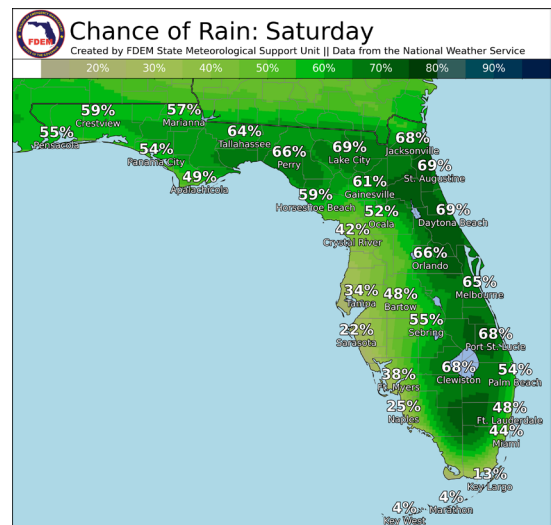 FDEM
Chance of Rain: Saturday
Created by FDEM State Meteorological Support Unit || Data from the National Weather Service
20% 30% 40% 50% 60% 70% 80% 90%
59%
Crestview
57%
Marianna
55%
Pensacola
54%
Panama City
64%
Tallahassee
49%
Apalachicola
66%
Perry
69%
Lake City
68%
Jacksonville
69%
St. Augustine
61%
Gainesville
59%
Horseshoe Beach
52%
Ocala
69%
Daytona Beach
42%
Crystal River
66%
Orlando
65%
Melbourne
34%
Tampa
48%
Bartow
22%
Sarasota
55%
Sebring
68%
Port St. Lucie
38%
Ft. Myers
68%
Clewiston
54%
Palm Beach
25%
Naples
48%
Ft. Lauderdale
44%
Miami
13%
Key Largo
4%
Marathon
4%
Key West